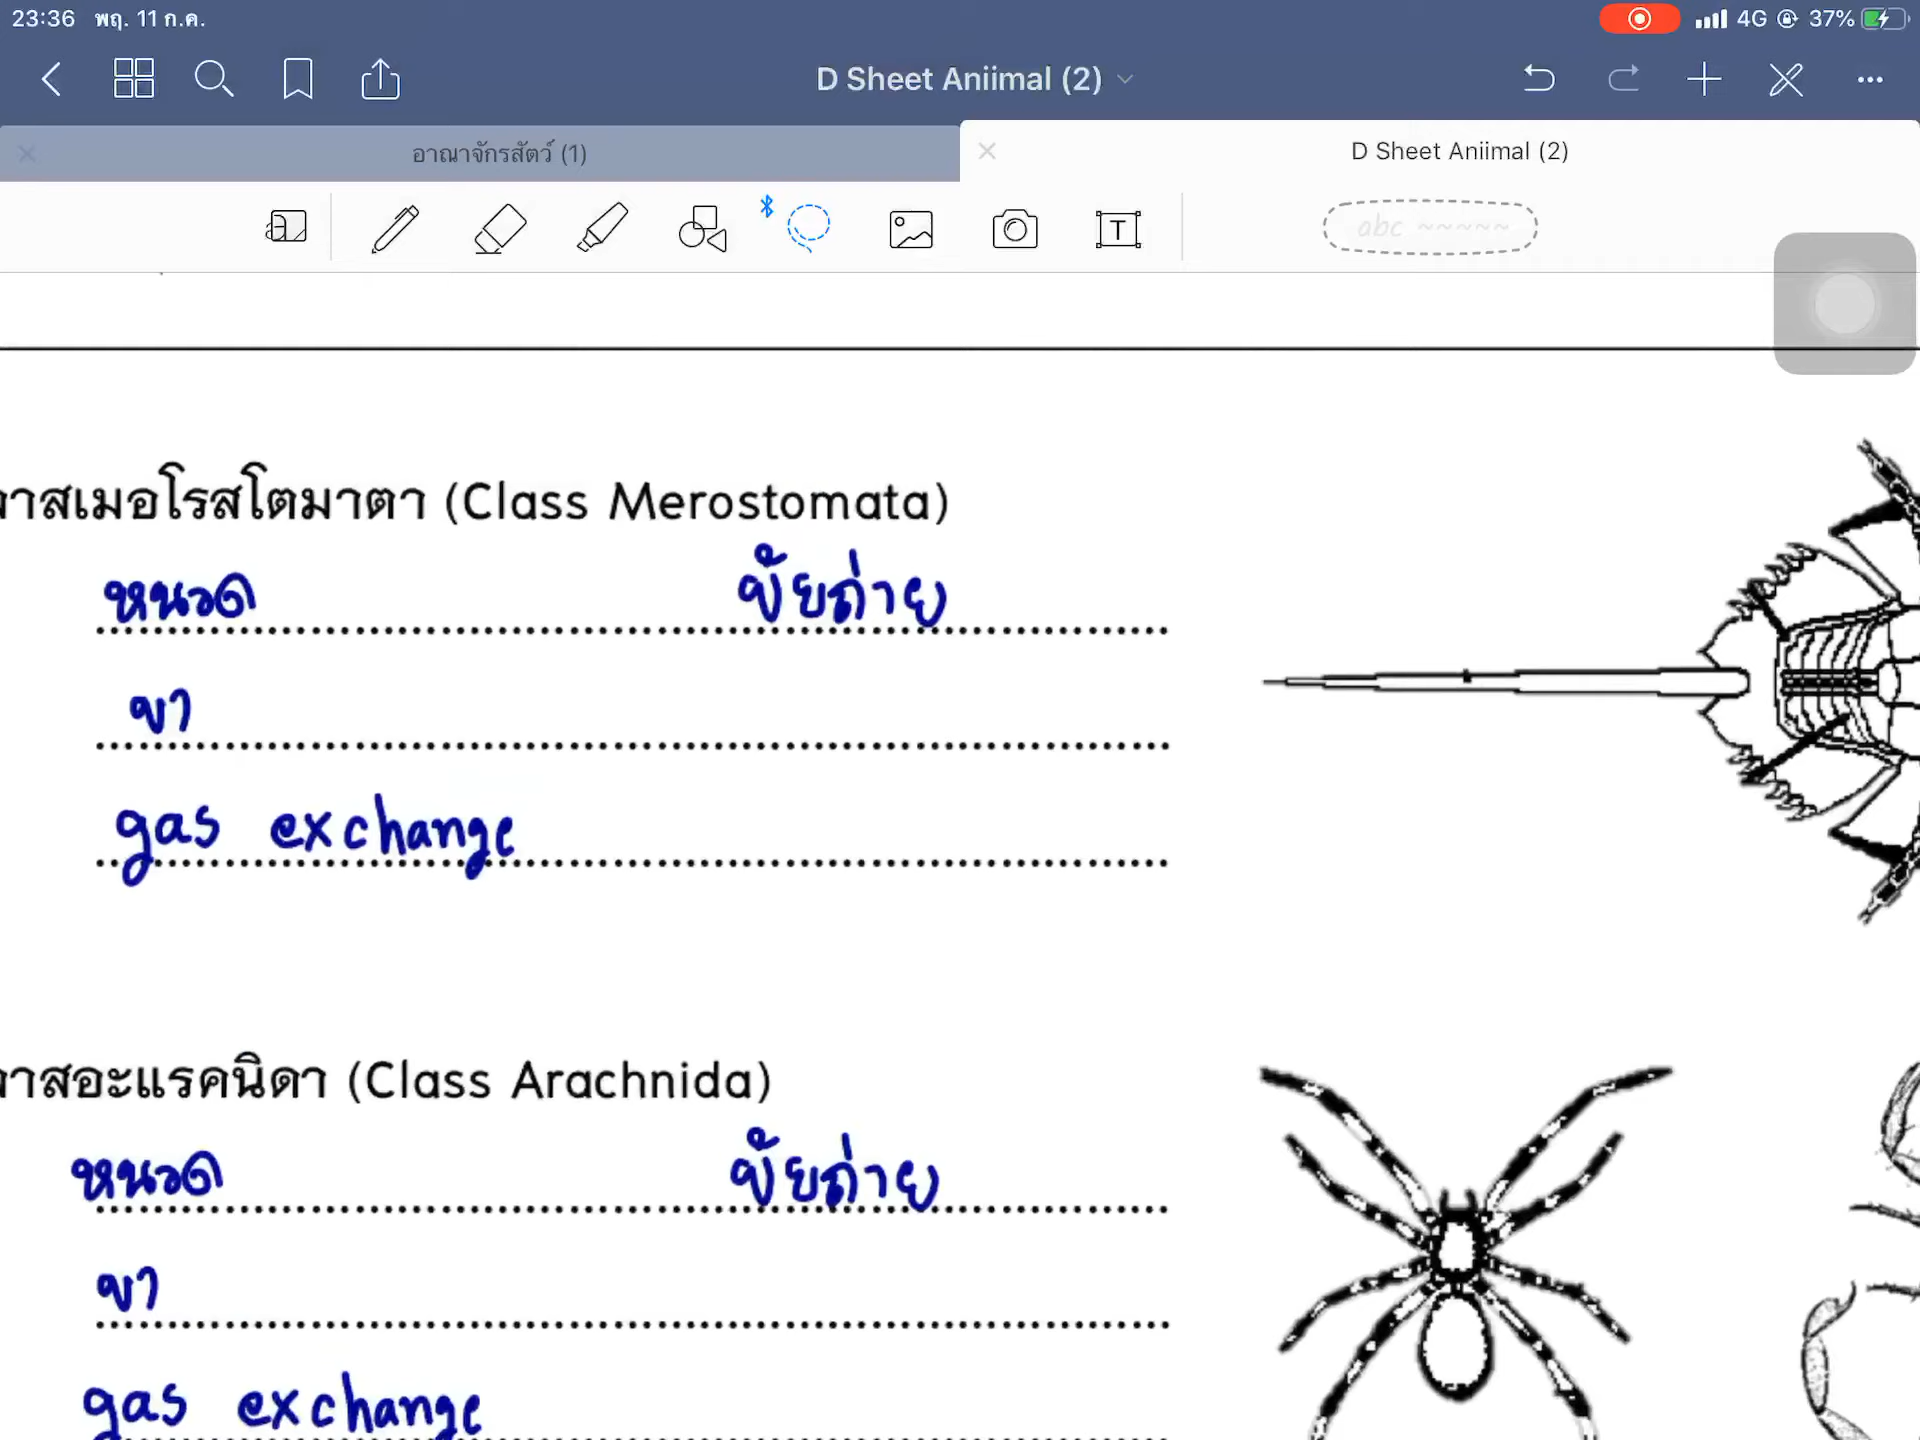 23:36 พฤ. 11 ก.ค. 4G 37%
D Sheet Aniimal (2)
อาณาจักรสัตว์ (1) D Sheet Aniimal (2)
T abc
าสเมอโรสโตมาตา (Class Merostomata)
หนวด ขับถ่าย
ขา
gas exchange
าสอะแรคนิดา (Class Arachnida)
หนวด ขับถ่าย
ขา
gas exchange